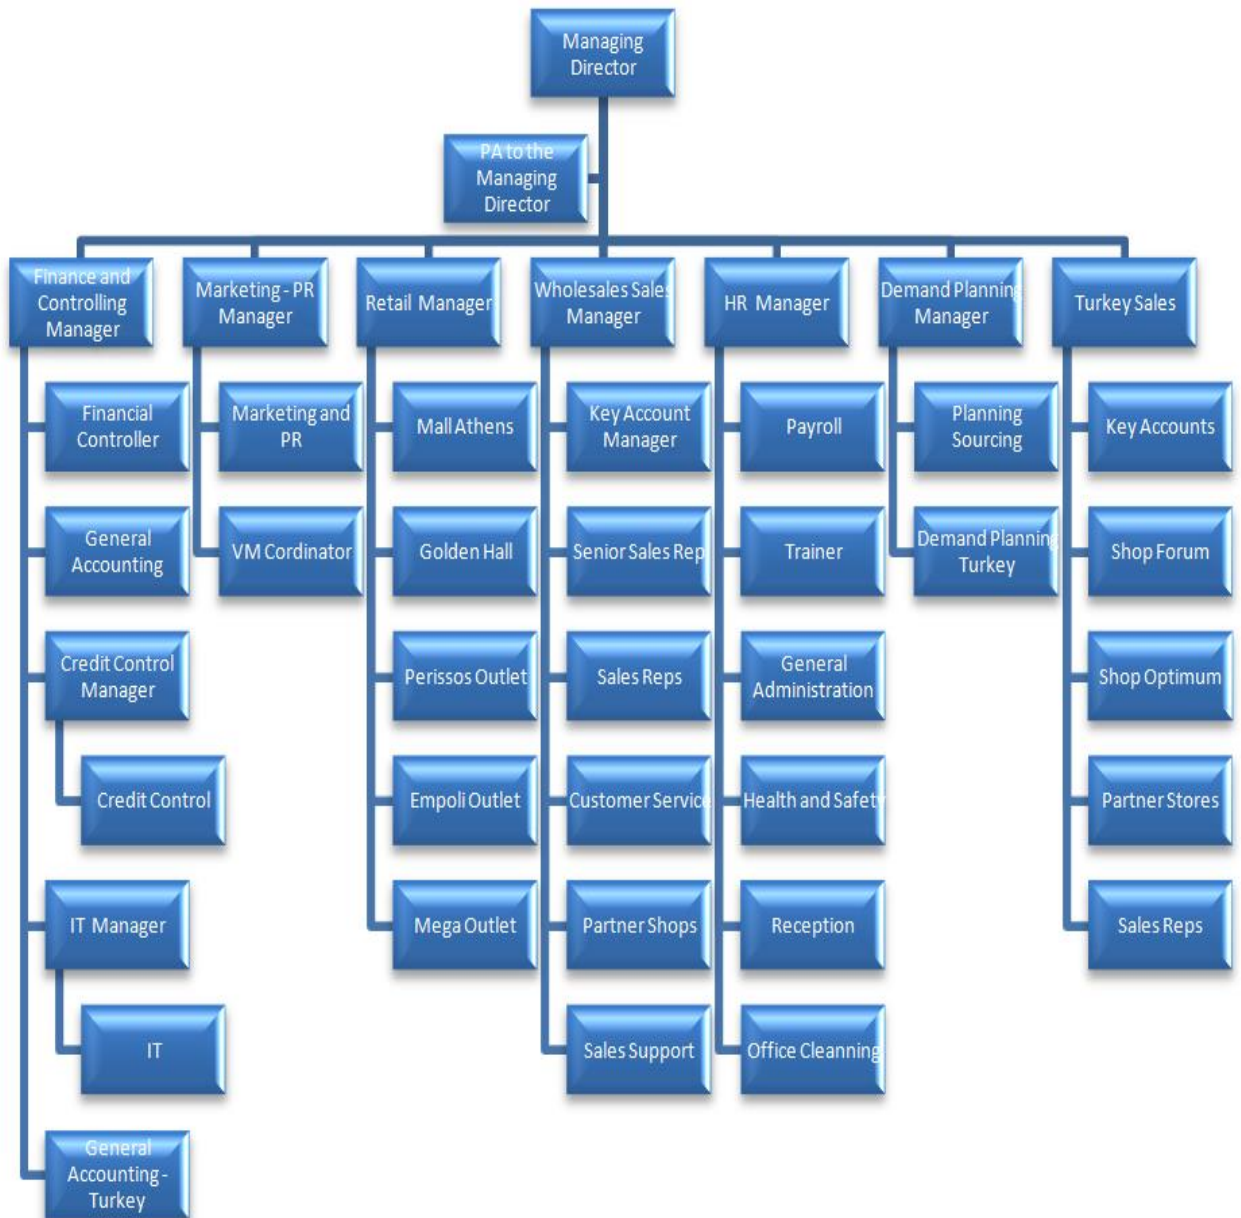 Managing
Director
PA to the
Managing
Director
Finance and
Controlling
Manager
Marketing - PR
Manager
Retail Manager
Wholesales Sales
Manager
HR Manager
Demand Planning
Manager
Turkey Sales
Financial
Controller
Marketing and
PR
Mall Athens
Key Account
Manager
Payroll
Planning
Sourcing
Key Accounts
General
Accounting
VM Cordinator
Golden Hall
Senior Sales Rep
Trainer
Demand Planning
Turkey
Shop Forum
Credit Control
Manager
Perissos Outlet
Sales Reps
General
Administration
Shop Optimum
Credit Control
Empoli Outlet
Customer Service
Health and Safety
Partner Stores
IT Manager
Mega Outlet
Partner Shops
Reception
Sales Reps
IT
Sales Support
Office Cleanning
General
Accounting -
Turkey